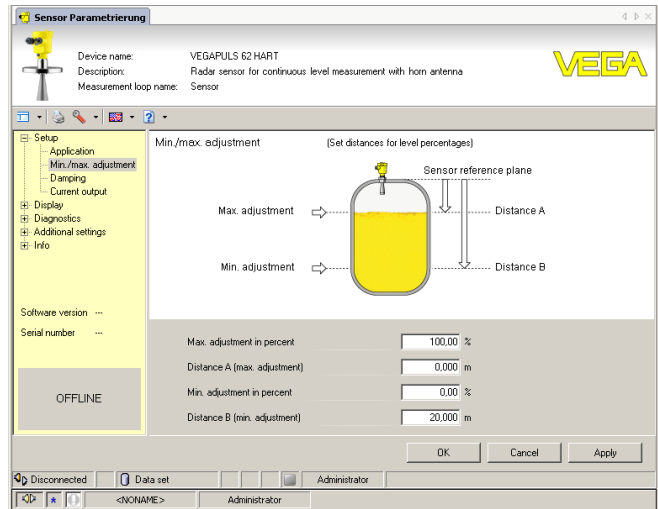 Sensor Parametrierung
Device name: VEGAPULS 62 HART
Description: Radar sensor for continuous level measurement with horn antenna
Measurement loop name: Sensor
VEGA
Setup
Application
Min./max. adjustment
Damping
Current output
Display
Diagnostics
Additional settings
Info
Software version ---
Serial number ---
OFFLINE
Min./max. adjustment (Set distances for level percentages)
Sensor reference plane
Max. adjustment Distance A
Min. adjustment Distance B
Max. adjustment in percent 100,00 %
Distance A (max. adjustment) 0,000 m
Min. adjustment in percent 0,00 %
Distance B (min. adjustment) 20,000 m
OK Cancel Apply
Disconnected Data set Administrator
<NONAME> Administrator